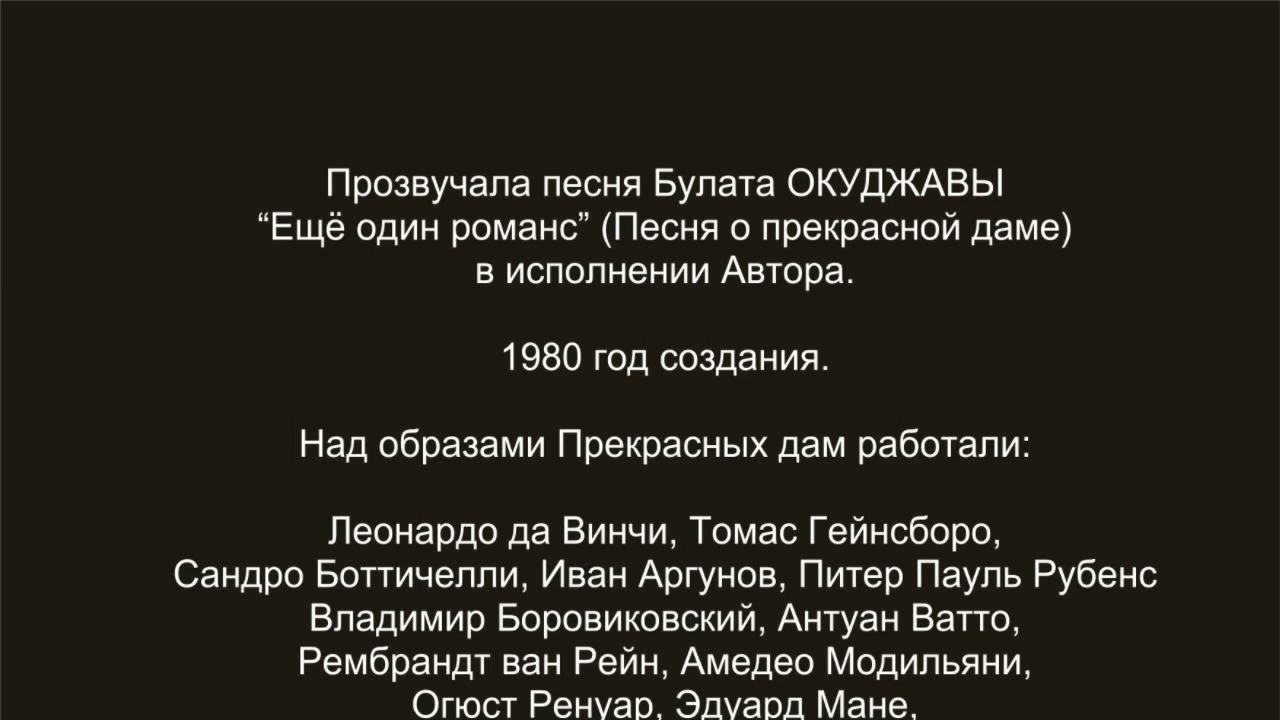 Прозвучала песня Булата ОКУДЖАВЫ
“Ещё один романс” (Песня о прекрасной даме)
в исполнении Автора.
1980 год создания.
Над образами Прекрасных дам работали:
Леонардо да Винчи, Томас Гейнсборо,
Сандро Боттичелли, Иван Аргунов, Питер Пауль Рубенс
Владимир Боровиковский, Антуан Ватто,
Рембрандт ван Рейн, Амедео Модильяни,
Огюст Ренуар, Эдуард Мане,